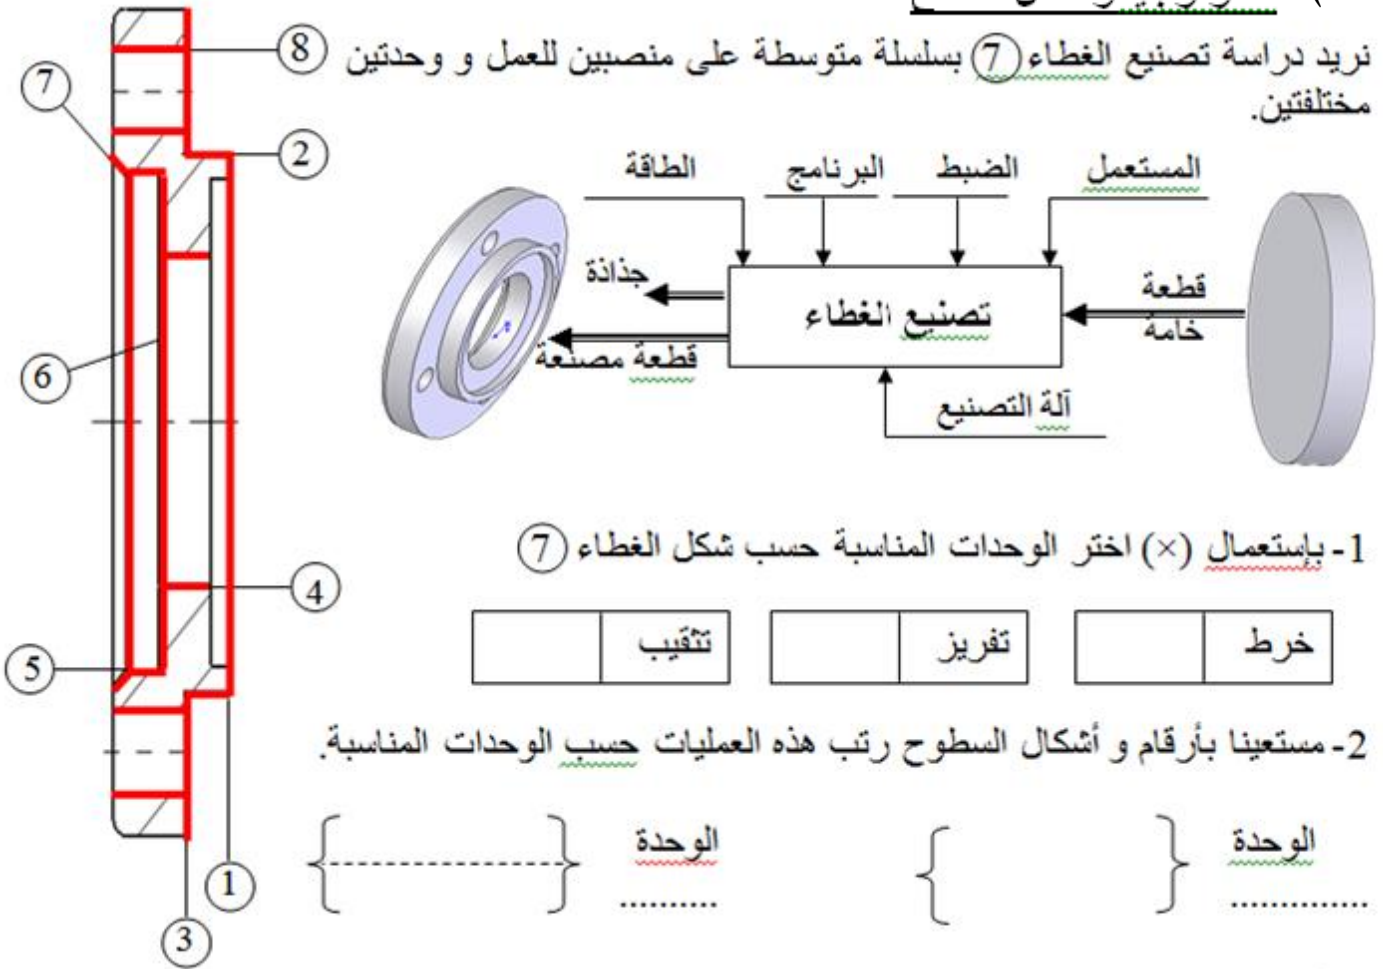 نريد دراسة تصنيع الغطاء 7 بسلسلة متوسطة على منصبين للعمل و وحدتين
مختلفتين.
المستعمل
الضبط
البرنامج
الطاقة
قطعة
خامة
تصنيع الغطاء
جذاذة
قطعة مصنعة
آلة التصنيع
8
7
2
6
4
5
1
3
1- بإستعمال (×) اختر الوحدات المناسبة حسب شكل الغطاء 7
خرط
تفريز
تثقيب
2- مستعينا بأرقام و أشكال السطوح رتب هذه العمليات حسب الوحدات المناسبة.
الوحدة
..............
الوحدة
..........